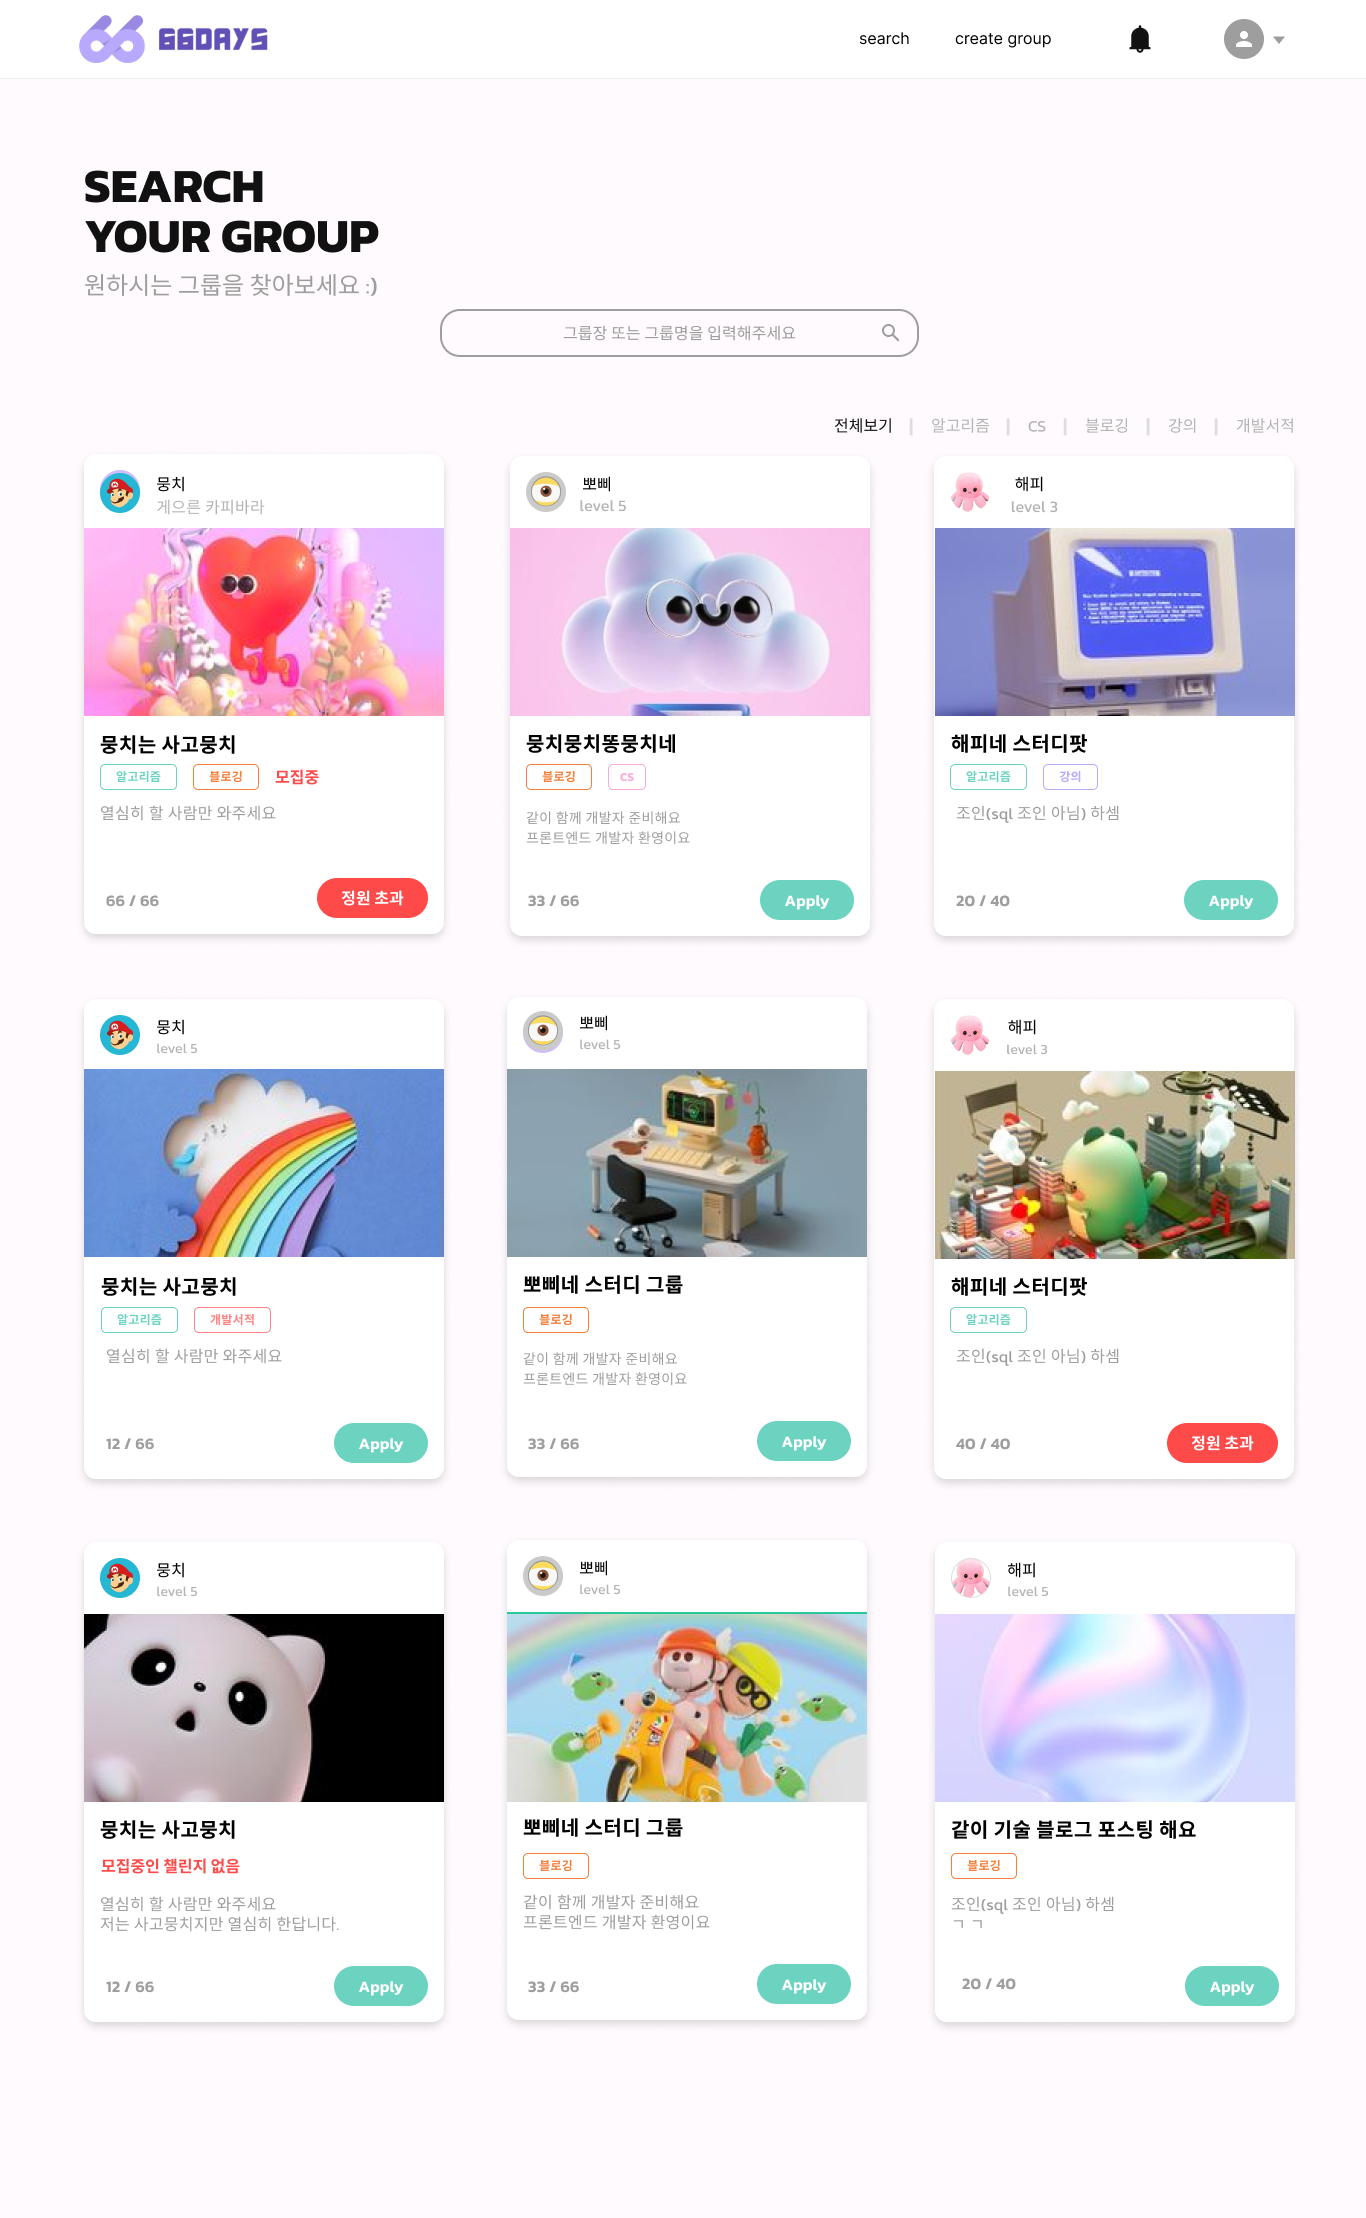 66DAYS
search
create group
SEARCH
YOUR GROUP
원하시는 그룹을 찾아보세요 :)
그룹장 또는 그룹명을 입력해주세요
전체보기 | 알고리즘 | CS | 블로깅 | 강의 | 개발서적
뭉치
게으른 카피바라
뭉치는 사고뭉치
알고리즘 블로깅 모집중
열심히 할 사람만 와주세요
66 / 66
정원 초과
뽀삐
level 5
뭉치뭉치똥뭉치네
블로깅 CS
같이 함께 개발자 준비해요
프론트엔드 개발자 환영이요
33 / 66
Apply
해피
level 3
해피네 스터디팟
알고리즘 강의
조인(sql 조인 아님) 하셈
20 / 40
Apply
뭉치
level 5
뭉치는 사고뭉치
알고리즘 개발서적
열심히 할 사람만 와주세요
12 / 66
Apply
뽀삐
level 5
뽀삐네 스터디 그룹
블로깅
같이 함께 개발자 준비해요
프론트엔드 개발자 환영이요
33 / 66
Apply
해피
level 3
해피네 스터디팟
알고리즘
조인(sql 조인 아님) 하셈
40 / 40
정원 초과
뭉치
level 5
뭉치는 사고뭉치
모집중인 챌린지 없음
열심히 할 사람만 와주세요
저는 사고뭉치지만 열심히 한답니다.
12 / 66
Apply
뽀삐
level 5
뽀삐네 스터디 그룹
블로깅
같이 함께 개발자 준비해요
프론트엔드 개발자 환영이요
33 / 66
Apply
해피
level 5
같이 기술 블로그 포스팅 해요
블로깅
조인(sql 조인 아님) 하셈
ㄱ ㄱ
20 / 40
Apply